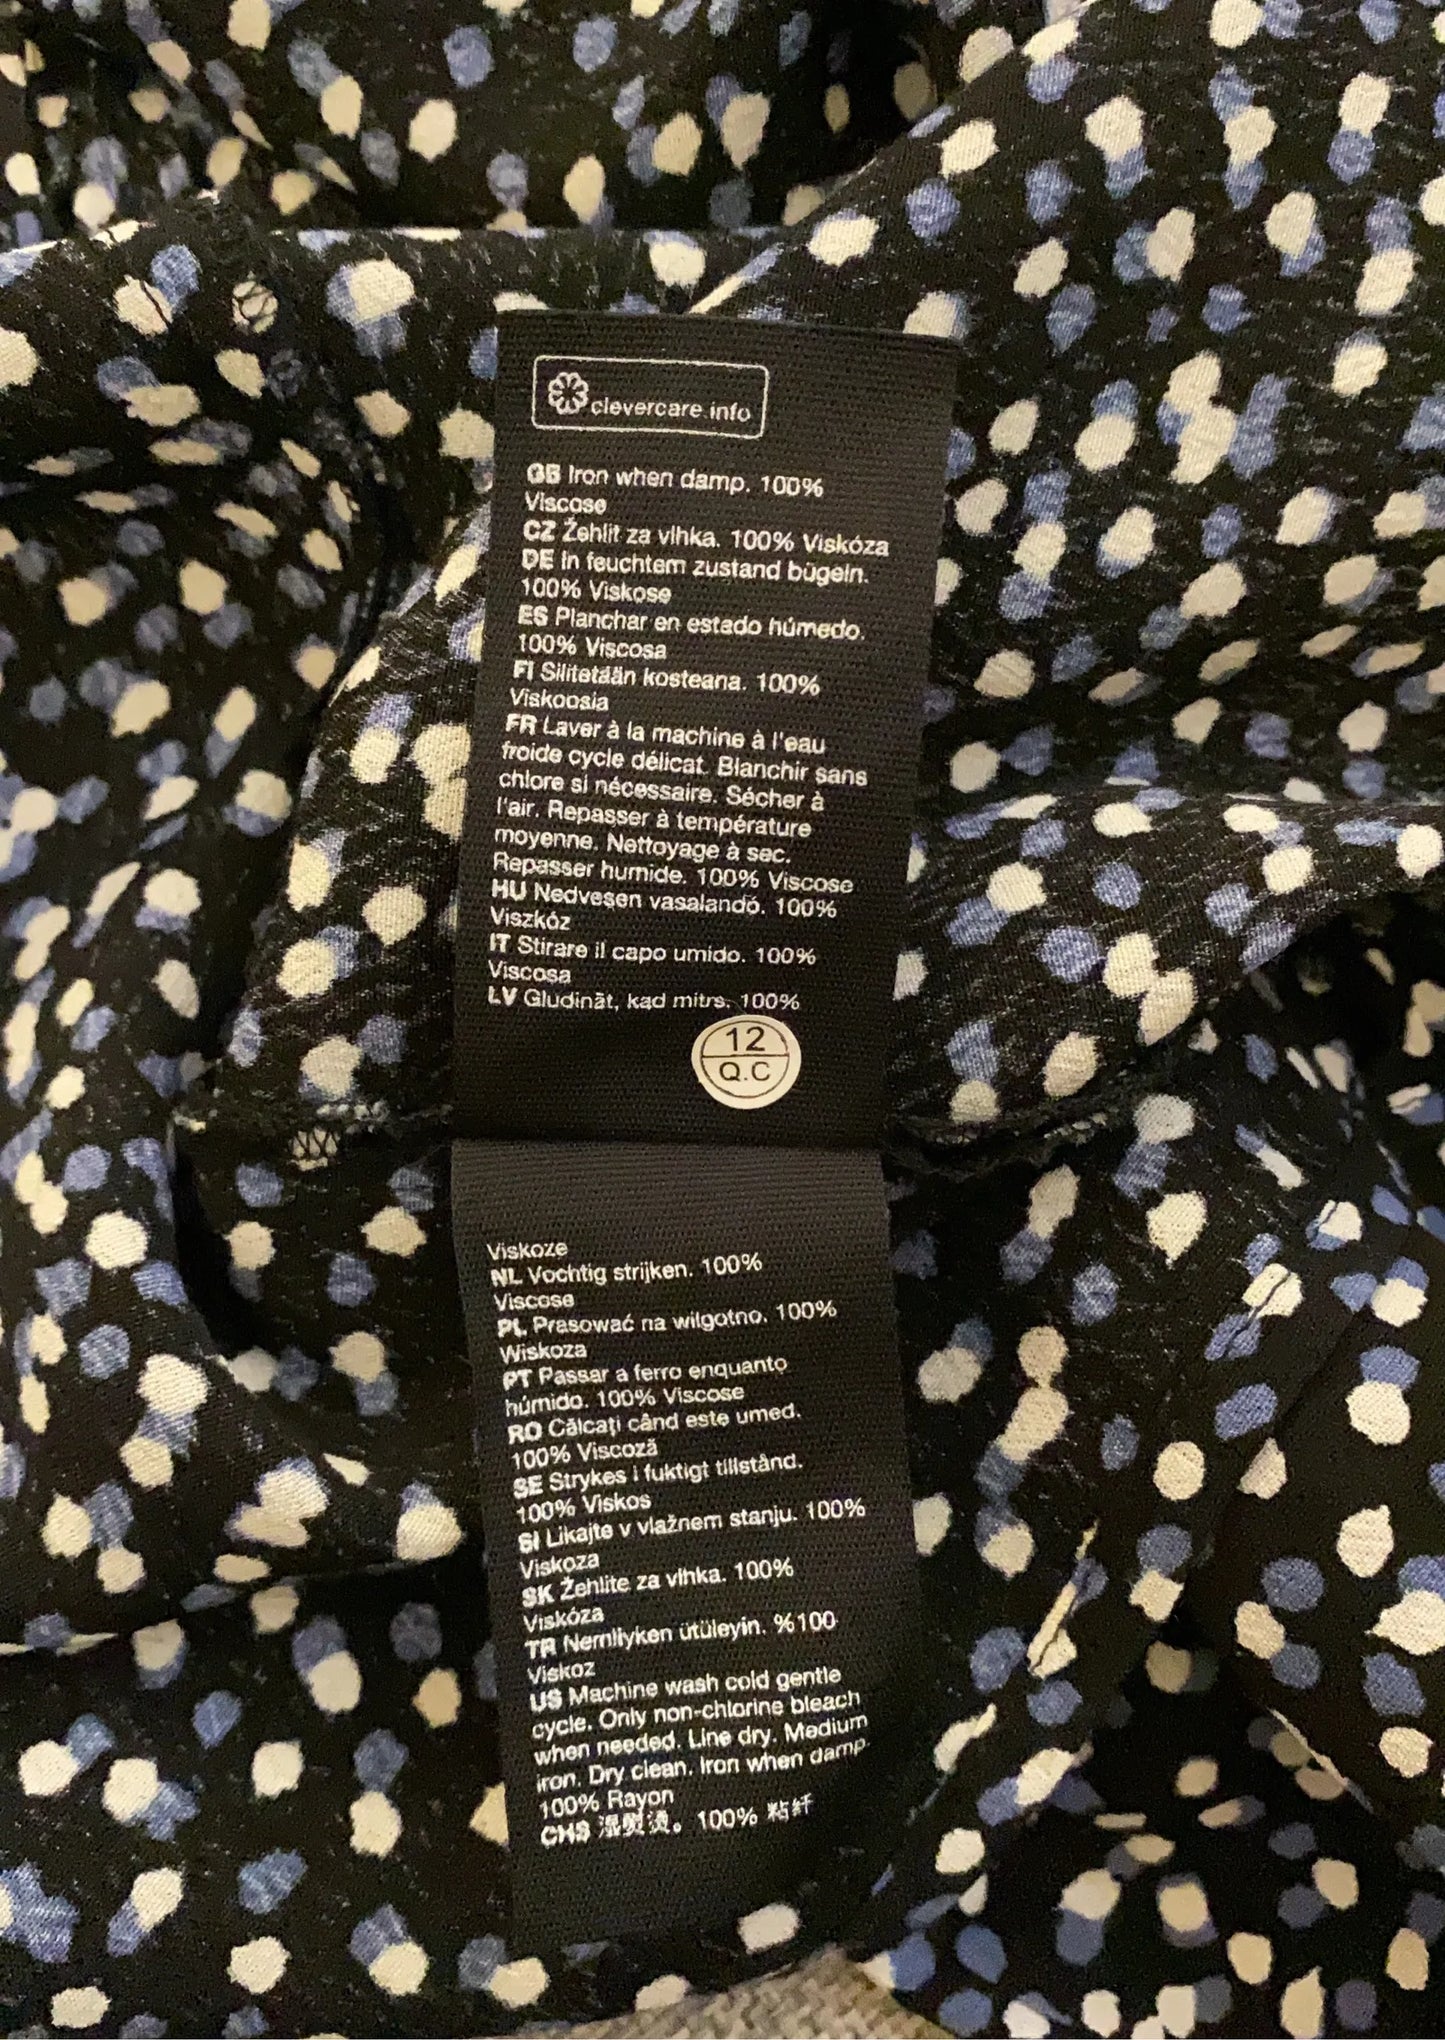 clevercare.info
GB Iron when damp. 100%
Viscose
CZ Žehlit za vlhka. 100% Viskóza
DE In feuchtem zustand bügeln.
100% Viskose
ES Planchar en estado húmedo.
100% Viscosa
FI Silitetään kosteana. 100%
Viskoosia
FR Laver à la machine à l'eau
froide cycle délicat. Blanchir sans
chlore si nécessaire. Sécher à
l'air. Repasser à température
moyenne. Nettoyage à sec.
Repasser humide. 100% Viscose
HU Nedvesen vasalandó. 100%
Viszkóz
IT Stirare il capo umido. 100%
Viscosa
LV Gludināt, kad mitrs. 100%
12
Q.C
Viskoze
NL Vochtig strijken. 100%
Viscose
PL Prasować na wilgotno. 100%
Wiskoza
PT Passar a ferro enquanto
húmido. 100% Viscose
RO Călcaţi când este umed.
100% Viscoză
SE Strykes i fuktigt tillstånd.
100% Viskos
SI Likajte v vlažnem stanju. 100%
Viskoza
SK Žehlite za vlhka. 100%
Viskóza
TR Nemliyken ütüleyin. %100
Viskoz
US Machine wash cold gentle
cycle. Only non-chlorine bleach
when needed. Line dry. Medium
iron. Dry clean. Iron when damp.
100% Rayon
CHS 湿熨烫。100% 粘纤